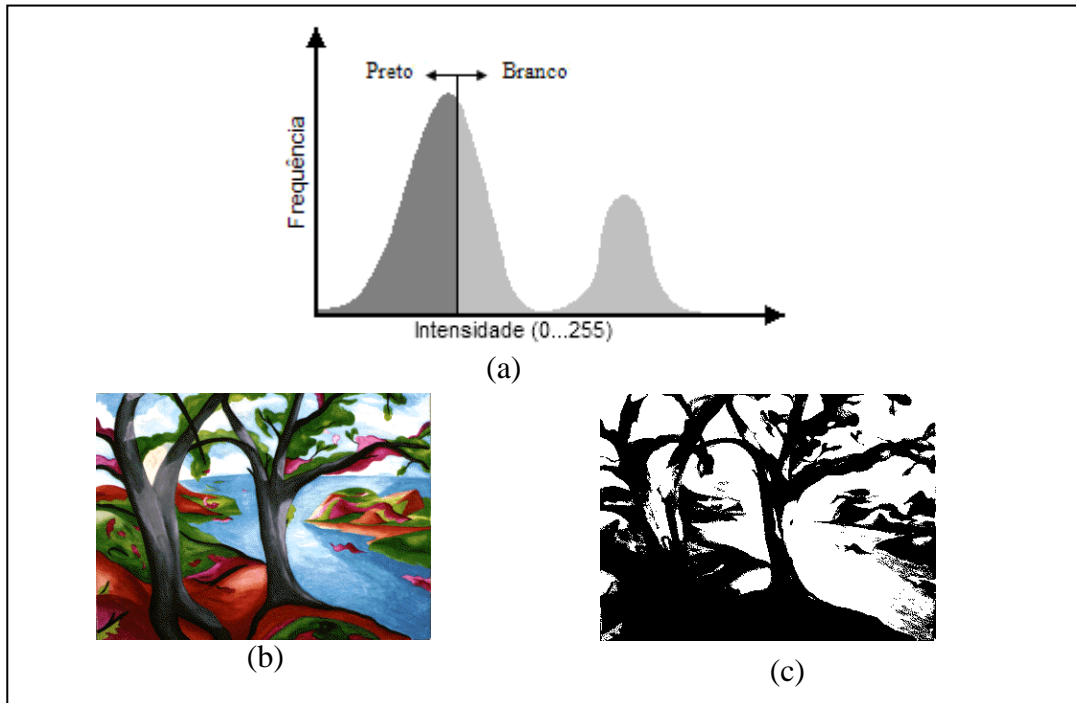 Preto Branco
Frequência
Intensidade (0...255)
(a)
(b) (c)